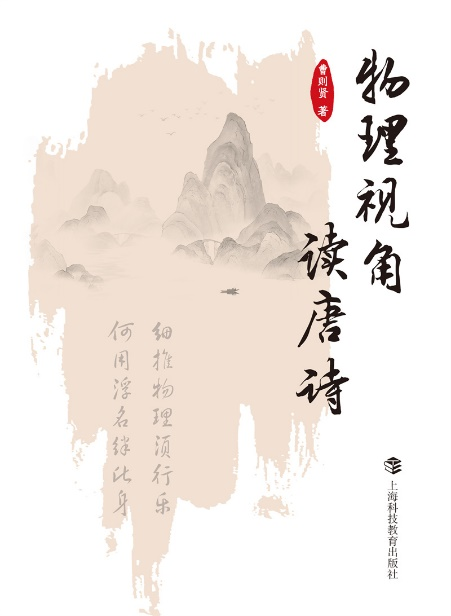 物理视角
读唐诗
曹则贤 著
细推物理须行乐
何用浮名绊此身
上海科技教育出版社